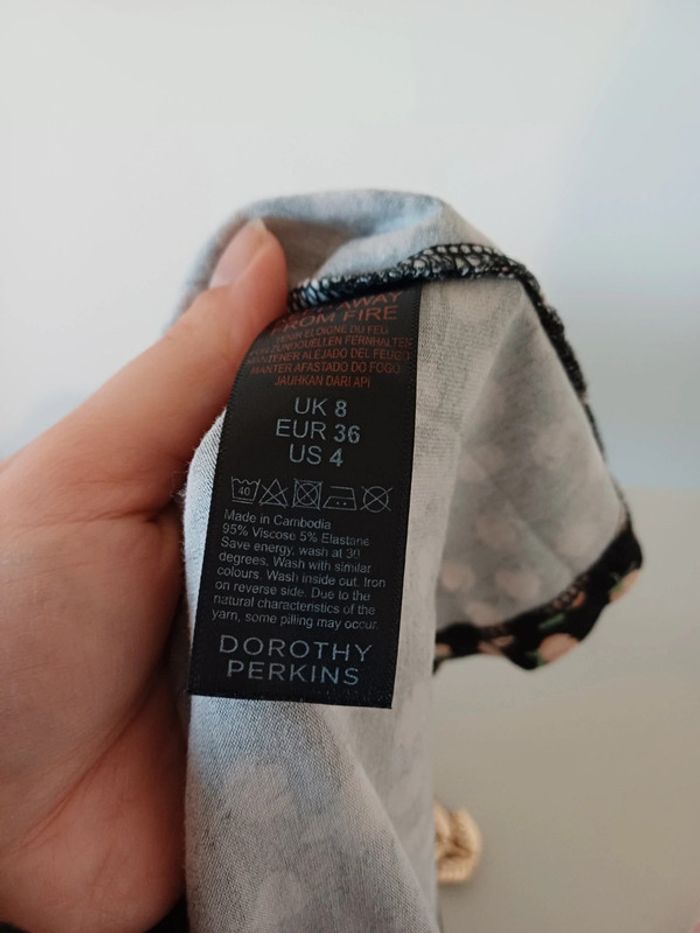 AWAY
FROM FIRE
TENIR ELOIGNE DU FEU
VON ZUNDQUELLEN FERNHALTEN
MANTENER ALEJADO DEL FEUGO
MANTER AFASTADO DO FOGO
JAUHKAN DARI API
UK 8
EUR 36
US 4
40
Made in Cambodia
95% Viscose 5% Elastane
Save energy, wash at 30
degrees. Wash with similar
colours. Wash inside out. Iron
on reverse side. Due to the
natural characteristics of the
yarn, some pilling may occur.
DOROTHY
PERKINS